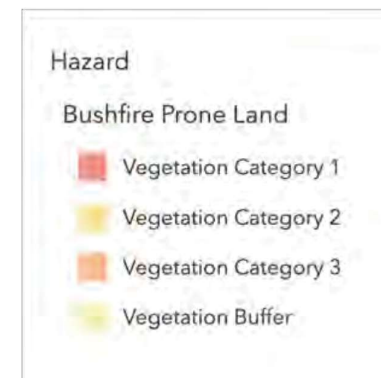 Hazard
Bushfire Prone Land
Vegetation Category 1
Vegetation Category 2
Vegetation Category 3
Vegetation Buffer